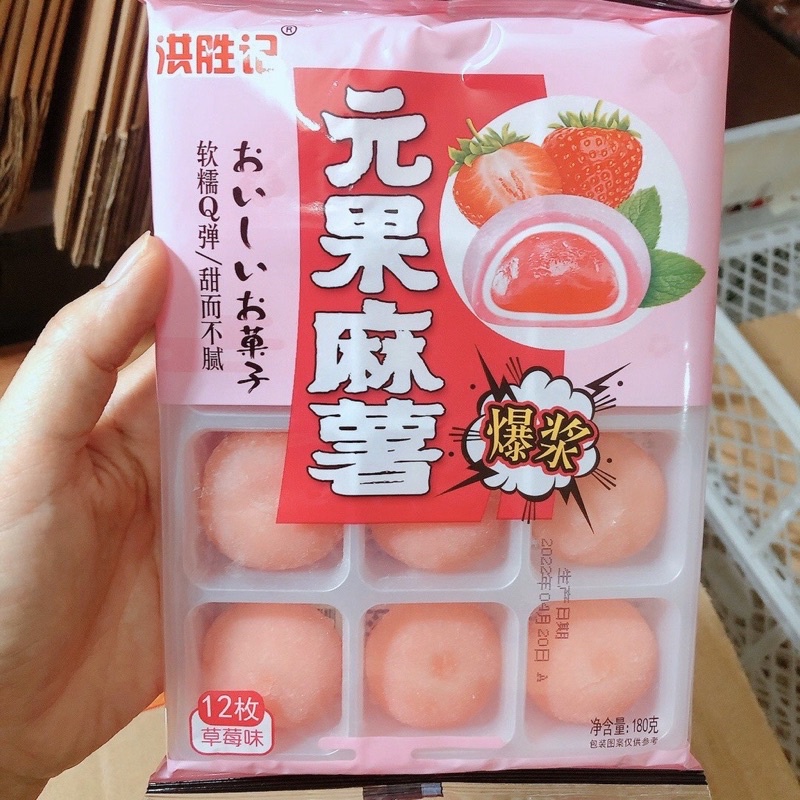 洪胜记®
元果麻薯
おいしいお菓子
软糯Q弹/甜而不腻
爆浆
生产日期
2022年04月20日 A
12枚
草莓味
净含量:180克
包装图案仅供参考